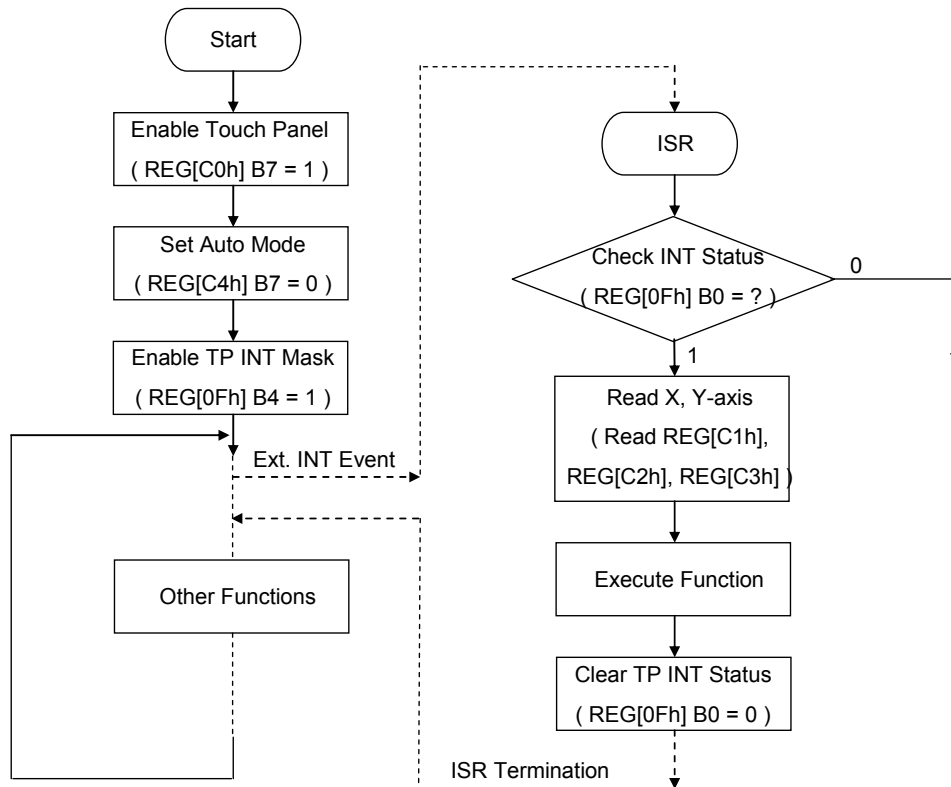 Start
Enable Touch Panel
( REG[C0h] B7 = 1 )
Set Auto Mode
( REG[C4h] B7 = 0 )
Enable TP INT Mask
( REG[0Fh] B4 = 1 )
Ext. INT Event
Other Functions
ISR
Check INT Status
( REG[0Fh] B0 = ? )
0
1
Read X, Y-axis
( Read REG[C1h],
REG[C2h], REG[C3h] )
Execute Function
Clear TP INT Status
( REG[0Fh] B0 = 0 )
ISR Termination